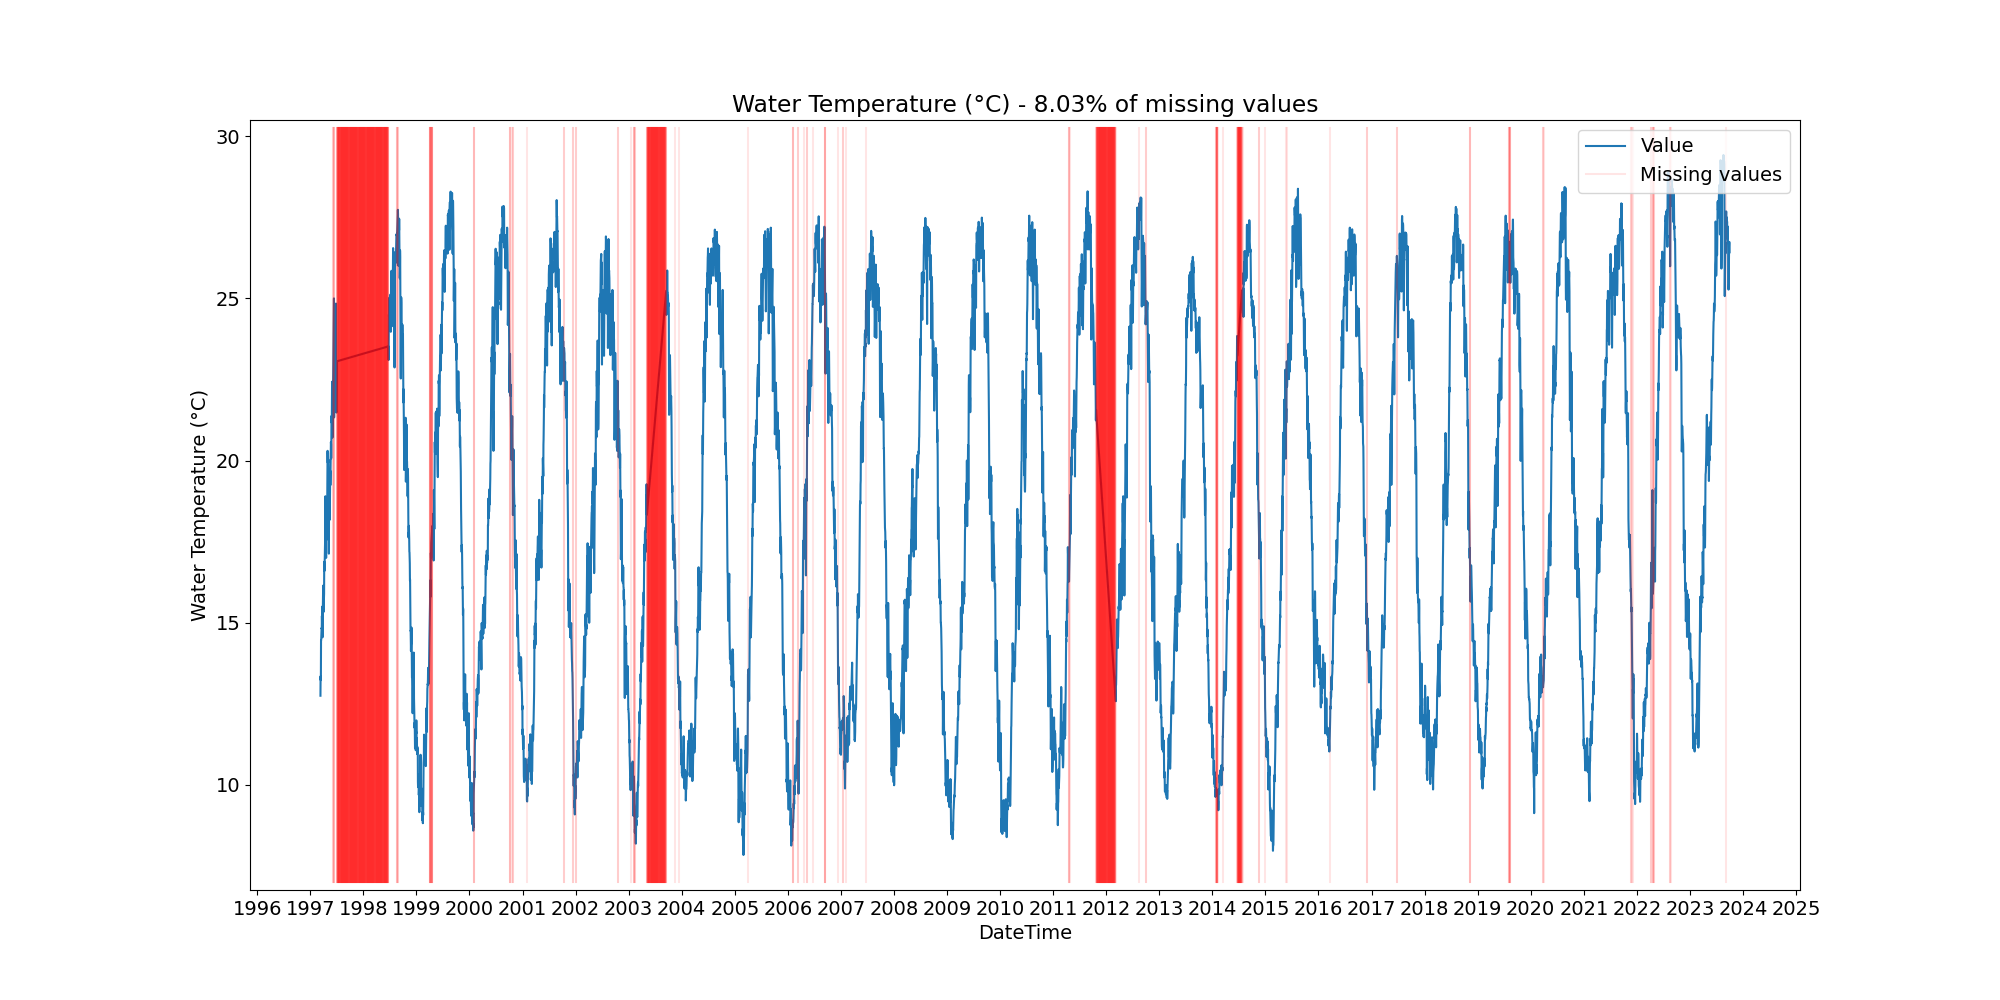 Water Temperature (°C) - 8.03% of missing values
Value
Missing values
30
25
20
15
10
Water Temperature (°C)
1996 1997 1998 1999 2000 2001 2002 2003 2004 2005 2006 2007 2008 2009 2010 2011 2012 2013 2014 2015 2016 2017 2018 2019 2020 2021 2022 2023 2024 2025
DateTime